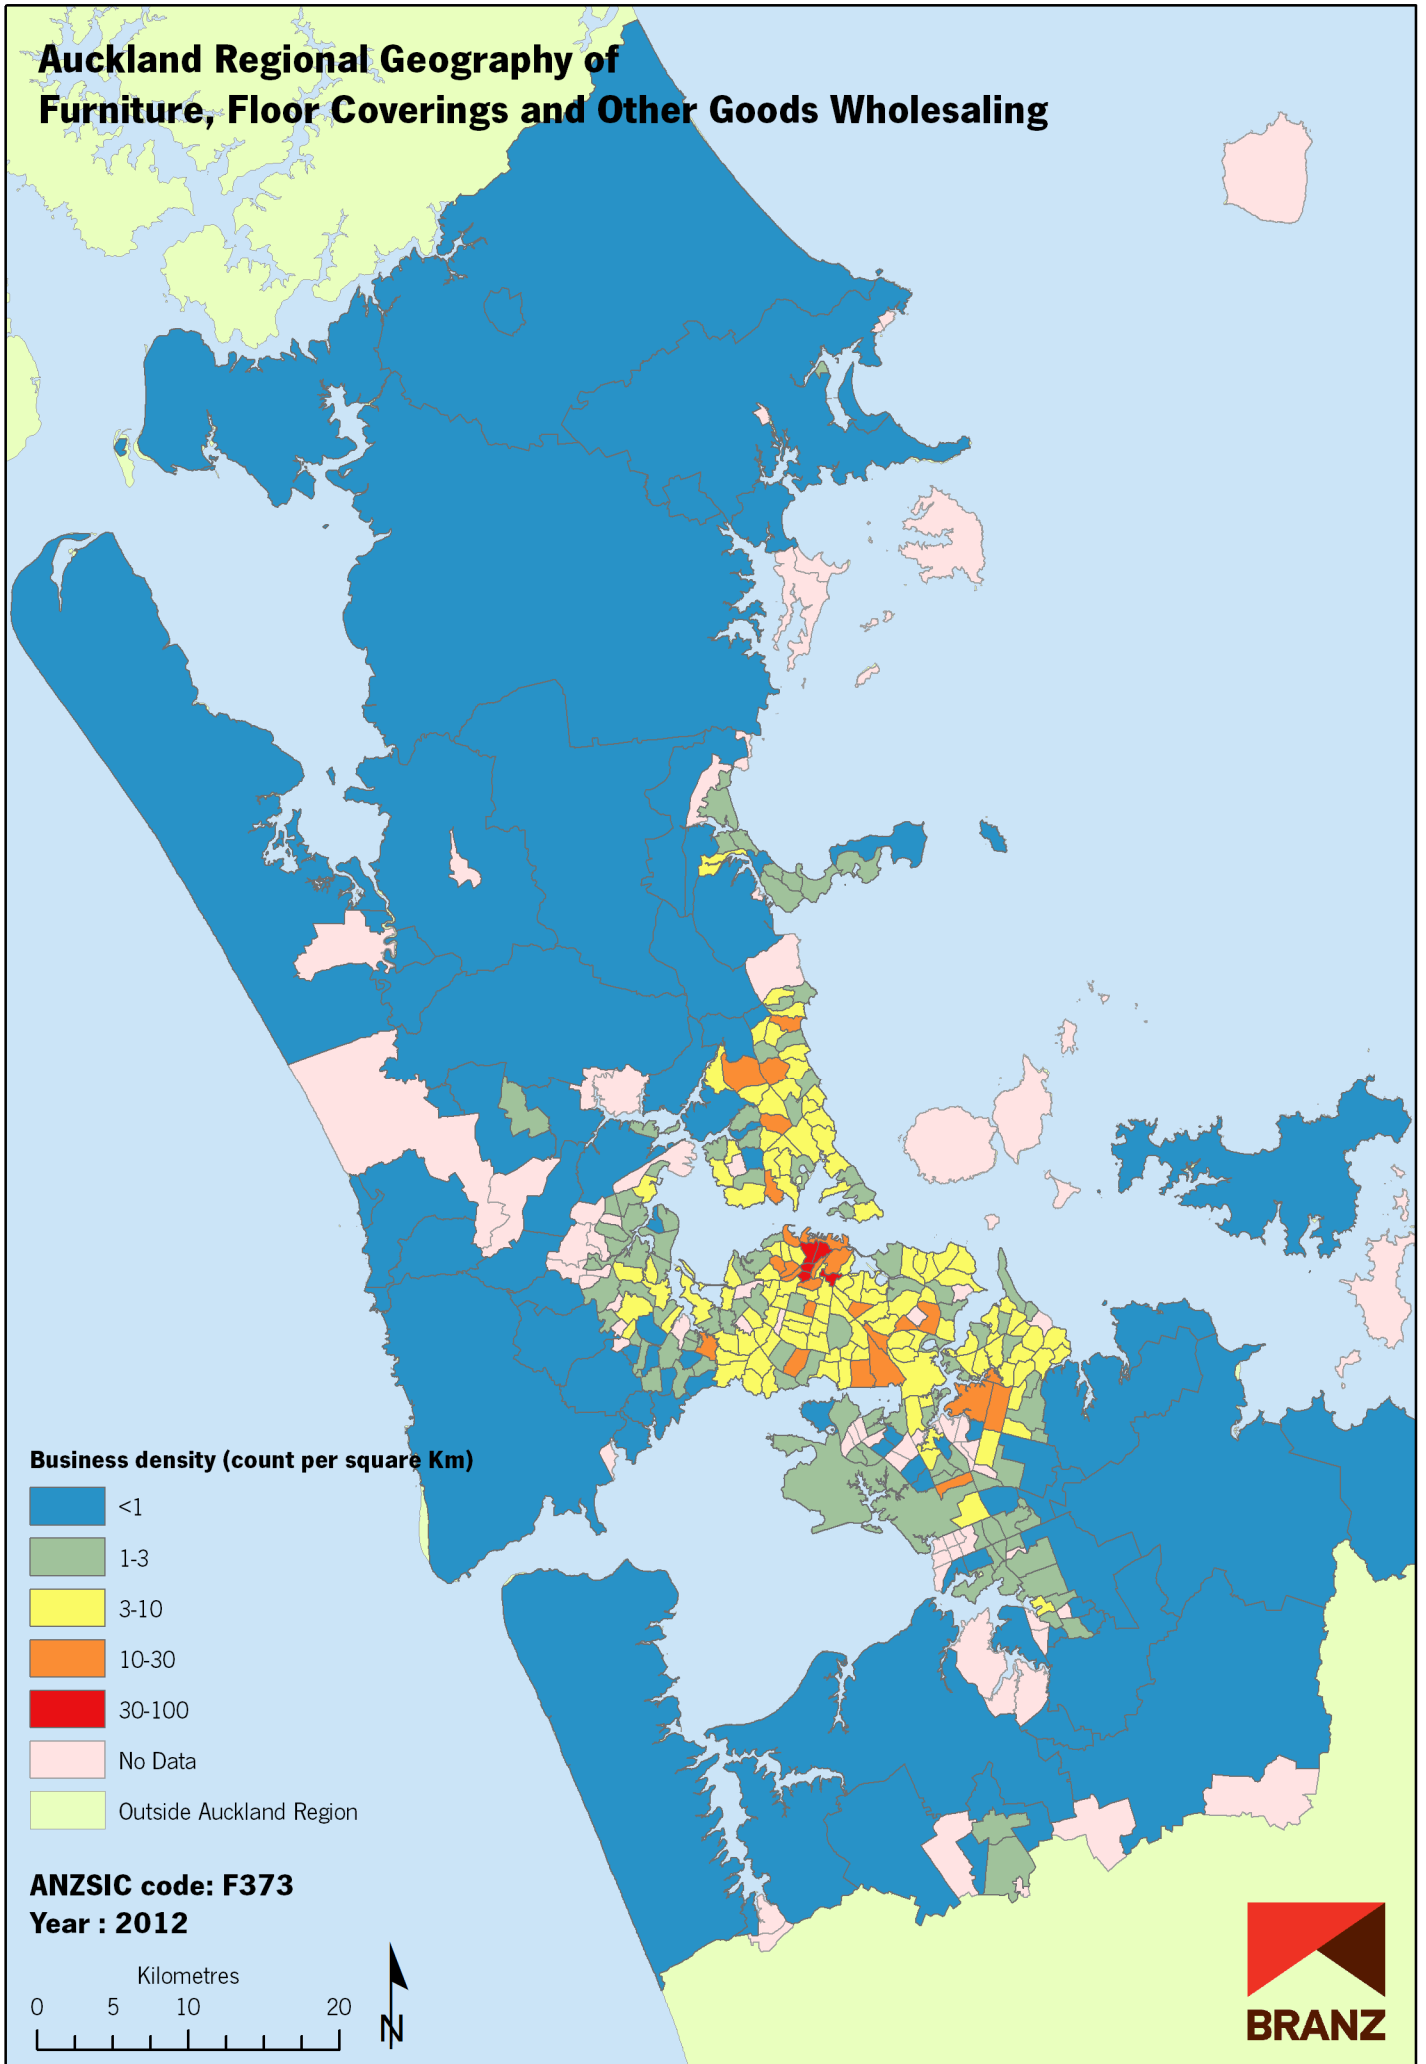 Auckland Regional Geography of
Furniture, Floor Coverings and Other Goods Wholesaling
Business density (count per square Km)
<1
1-3
3-10
10-30
30-100
No Data
Outside Auckland Region
ANZSIC code: F373
Year : 2012
Kilometres
0 5 10 20
N
BRANZ